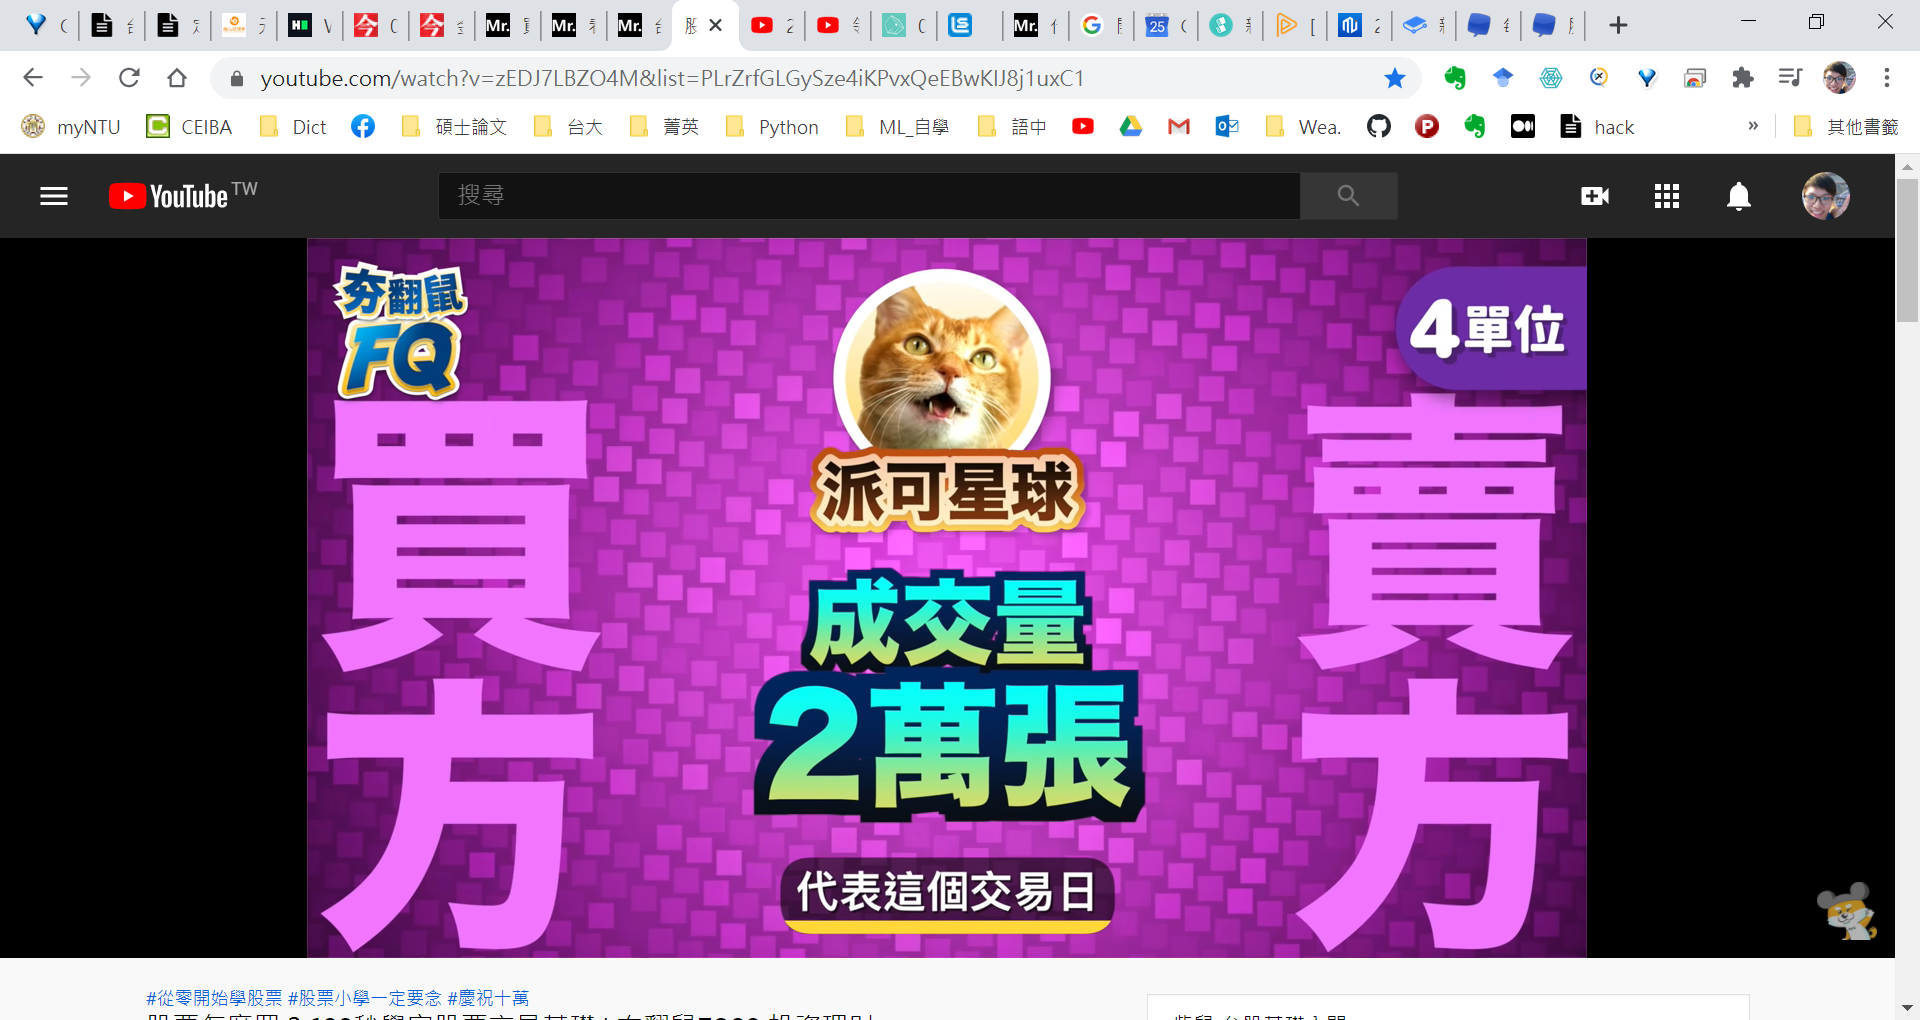 youtube.com/watch?v=zEDJ7LBZO4M&list=PLrZrfGLGySze4iKPvxQeEBwKlJ8j1uxC1
myNTU CEIBA Dict 碩士論文 台大 菁英 Python ML_自學 語中 Wea. hack » 其他書籤
YouTube TW 搜尋
夯翻鼠
FQ
4單位
買方
賣方
派可星球
成交量
2萬張
代表這個交易日
#從零開始學股票 #股票小學一定要念 #慶祝十萬